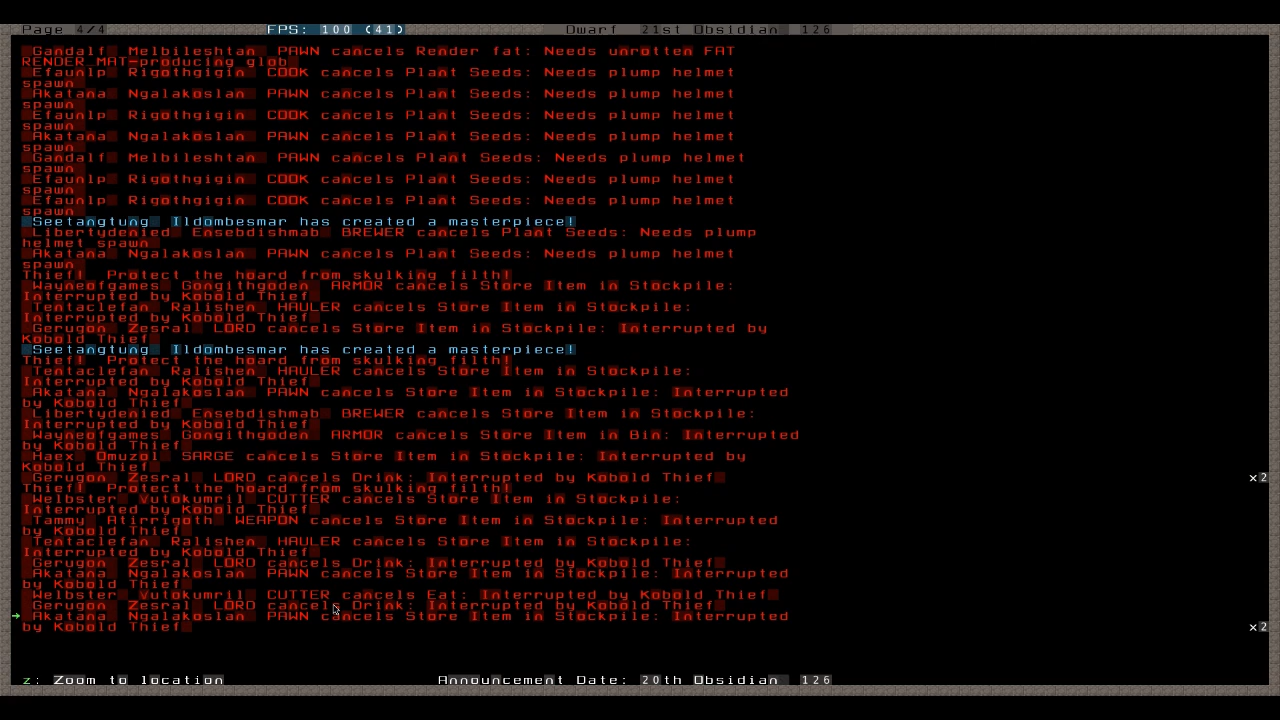 Page 4/4 FPS: 100 (41) Dwarf 21st Obsidian 126
Gandalf Melbileshtan PAWN cancels Render fat: Needs unrotten FAT
RENDER_MAT-producing glob
Efaunlp Rigothgigin COOK cancels Plant Seeds: Needs plump helmet
spawn
Akatana Ngalakoslan PAWN cancels Plant Seeds: Needs plump helmet
spawn
Efaunlp Rigothgigin COOK cancels Plant Seeds: Needs plump helmet
spawn
Akatana Ngalakoslan PAWN cancels Plant Seeds: Needs plump helmet
spawn
Gandalf Melbileshtan PAWN cancels Plant Seeds: Needs plump helmet
spawn
Efaunlp Rigothgigin COOK cancels Plant Seeds: Needs plump helmet
spawn
Efaunlp Rigothgigin COOK cancels Plant Seeds: Needs plump helmet
spawn
Seetangtung Ildombesmar has created a masterpiece!
Libertydenied Ensebdishmab BREWER cancels Plant Seeds: Needs plump
helmet spawn
Akatana Ngalakoslan PAWN cancels Plant Seeds: Needs plump helmet
spawn
Thief! Protect the hoard from skulking filth!
Wayneofgames Gongithgoden ARMOR cancels Store Item in Stockpile:
Interrupted by Kobold Thief
Tentaclefan Ralishen HAULER cancels Store Item in Stockpile:
Interrupted by Kobold Thief
Gerugon Zesral LORD cancels Store Item in Stockpile: Interrupted by
Kobold Thief
Seetangtung Ildombesmar has created a masterpiece!
Thief! Protect the hoard from skulking filth!
Tentaclefan Ralishen HAULER cancels Store Item in Stockpile:
Interrupted by Kobold Thief
Akatana Ngalakoslan PAWN cancels Store Item in Stockpile: Interrupted
by Kobold Thief
Libertydenied Ensebdishmab BREWER cancels Store Item in Stockpile:
Interrupted by Kobold Thief
Wayneofgames Gongithgoden ARMOR cancels Store Item in Bin: Interrupted
by Kobold Thief
Haex Omuzol SARGE cancels Store Item in Stockpile: Interrupted by
Kobold Thief
Gerugon Zesral LORD cancels Drink: Interrupted by Kobold Thief x2
Thief! Protect the hoard from skulking filth!
Welbster Vutokumril CUTTER cancels Store Item in Stockpile:
Interrupted by Kobold Thief
Tammy Atirrigoth WEAPON cancels Store Item in Stockpile: Interrupted
by Kobold Thief
Tentaclefan Ralishen HAULER cancels Store Item in Stockpile:
Interrupted by Kobold Thief
Gerugon Zesral LORD cancels Drink: Interrupted by Kobold Thief
Akatana Ngalakoslan PAWN cancels Store Item in Stockpile: Interrupted
by Kobold Thief
Welbster Vutokumril CUTTER cancels Eat: Interrupted by Kobold Thief
Gerugon Zesral LORD cancels Drink: Interrupted by Kobold Thief
Akatana Ngalakoslan PAWN cancels Store Item in Stockpile: Interrupted
by Kobold Thief x2
z: Zoom to location Announcement Date: 20th Obsidian 126